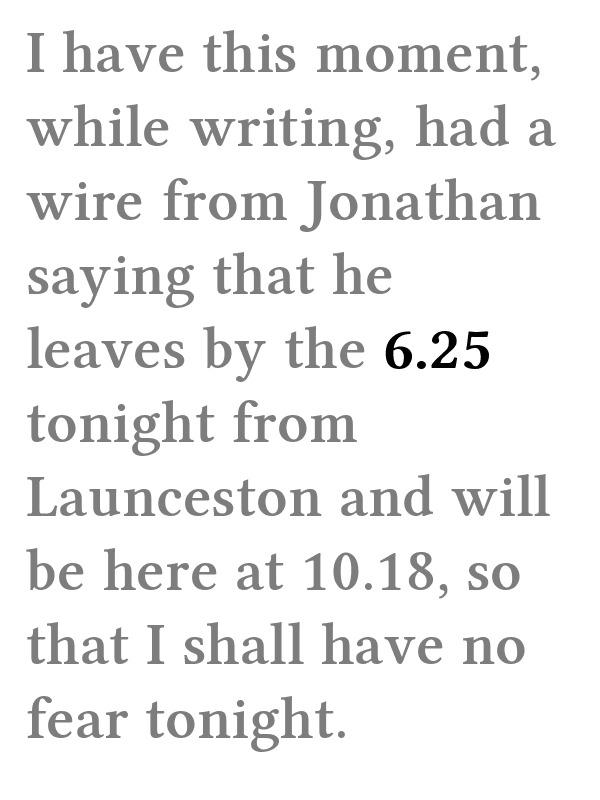 I have this moment,
while writing, had a
wire from Jonathan
saying that he
leaves by the 6.25
tonight from
Launceston and will
be here at 10.18, so
that I shall have no
fear tonight.